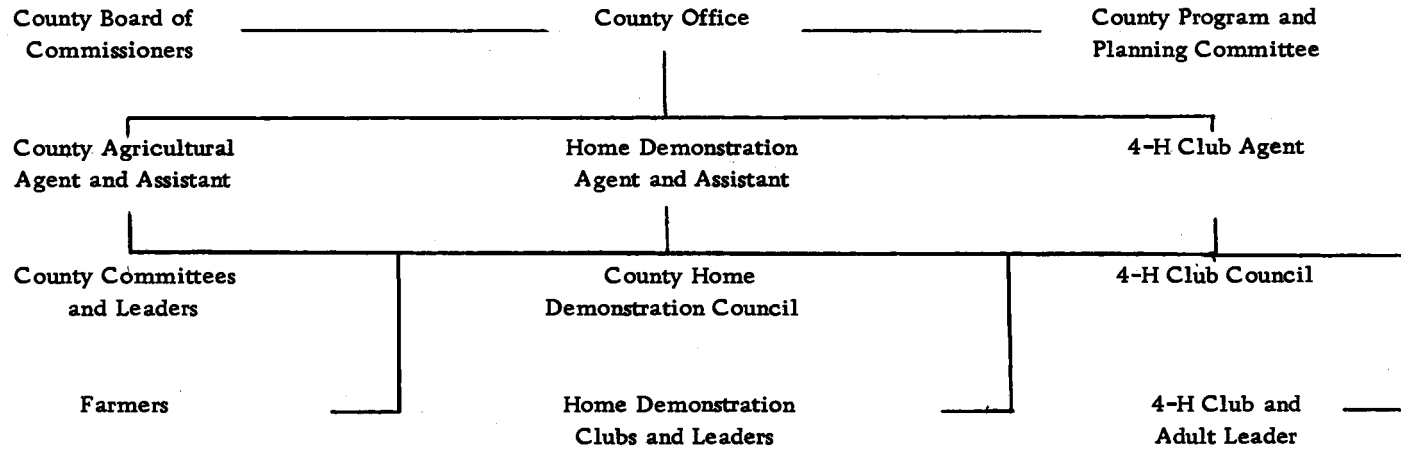 County Board of
Commissioners
County Office
County Program and
Planning Committee
County Agricultural
Agent and Assistant
Home Demonstration
Agent and Assistant
4-H Club Agent
County Committees
and Leaders
County Home
Demonstration Council
4-H Club Council
Farmers
Home Demonstration
Clubs and Leaders
4-H Club and
Adult Leader